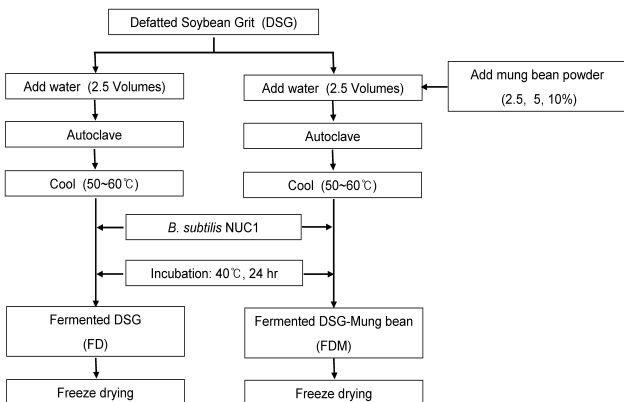 Defatted Soybean Grit (DSG)
Add water (2.5 Volumes)
Add water (2.5 Volumes)
Add mung bean powder
(2.5, 5, 10%)
Autoclave
Autoclave
Cool (50~60℃)
Cool (50~60℃)
B. subtilis NUC1
Incubation: 40℃, 24 hr
Fermented DSG
(FD)
Fermented DSG-Mung bean
(FDM)
Freeze drying
Freeze drying